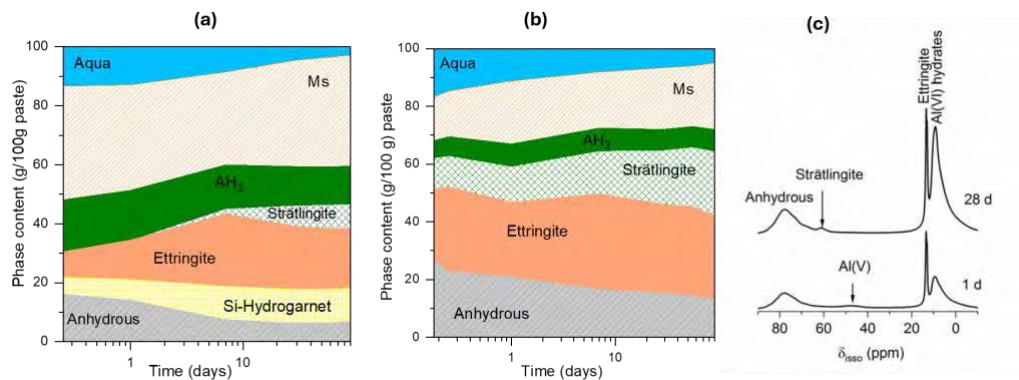 (a)
Phase content (g/100g paste)
100
80
60
40
20
0
Aqua
Ms
AH₃
Strätlingite
Ettringite
Si-Hydrogarnet
Anhydrous
1
10
Time (days)
(b)
Phase content (g/100 g) paste)
100
80
60
40
20
0
Aqua
Ms
AH₃
Strätlingite
Ettringite
Anhydrous
1
10
Time (days)
(c)
Ettringite
Al(VI) hydrates
Strätlingite
Anhydrous
28 d
Al(V)
1 d
80
60
40
20
0
δisso (ppm)